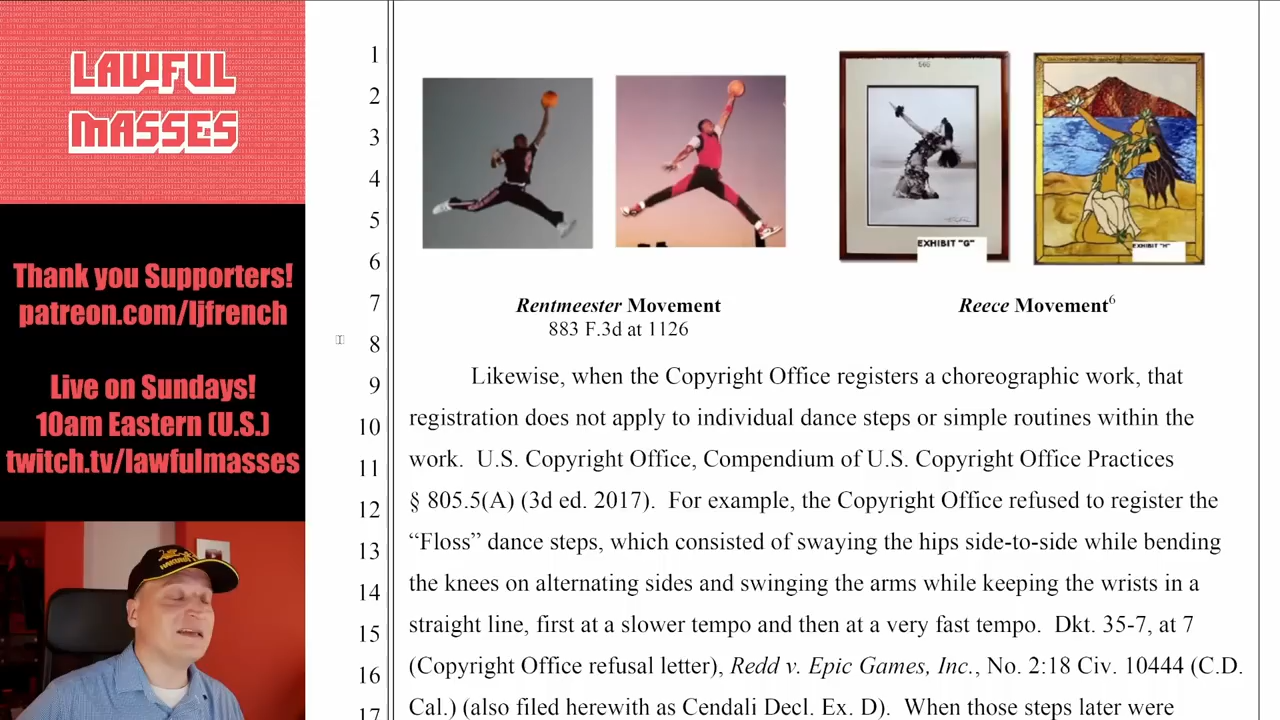 LAWFUL
MASSES
Thank you Supporters!
patreon.com/ljfrench
Live on Sundays!
10am Eastern (U.S.)
twitch.tv/lawfulmasses
1
2
3
4
5
6
7
8
9
10
11
12
13
14
15
16
17
EXHIBIT "G"
EXHIBIT "H"
Rentmeester Movement
883 F.3d at 1126
Reece Movement6
Likewise, when the Copyright Office registers a choreographic work, that
registration does not apply to individual dance steps or simple routines within the
work. U.S. Copyright Office, Compendium of U.S. Copyright Office Practices
§ 805.5(A) (3d ed. 2017). For example, the Copyright Office refused to register the
“Floss” dance steps, which consisted of swaying the hips side-to-side while bending
the knees on alternating sides and swinging the arms while keeping the wrists in a
straight line, first at a slower tempo and then at a very fast tempo. Dkt. 35-7, at 7
(Copyright Office refusal letter), Redd v. Epic Games, Inc., No. 2:18 Civ. 10444 (C.D.
Cal.) (also filed herewith as Cendali Decl. Ex. D). When those steps later were